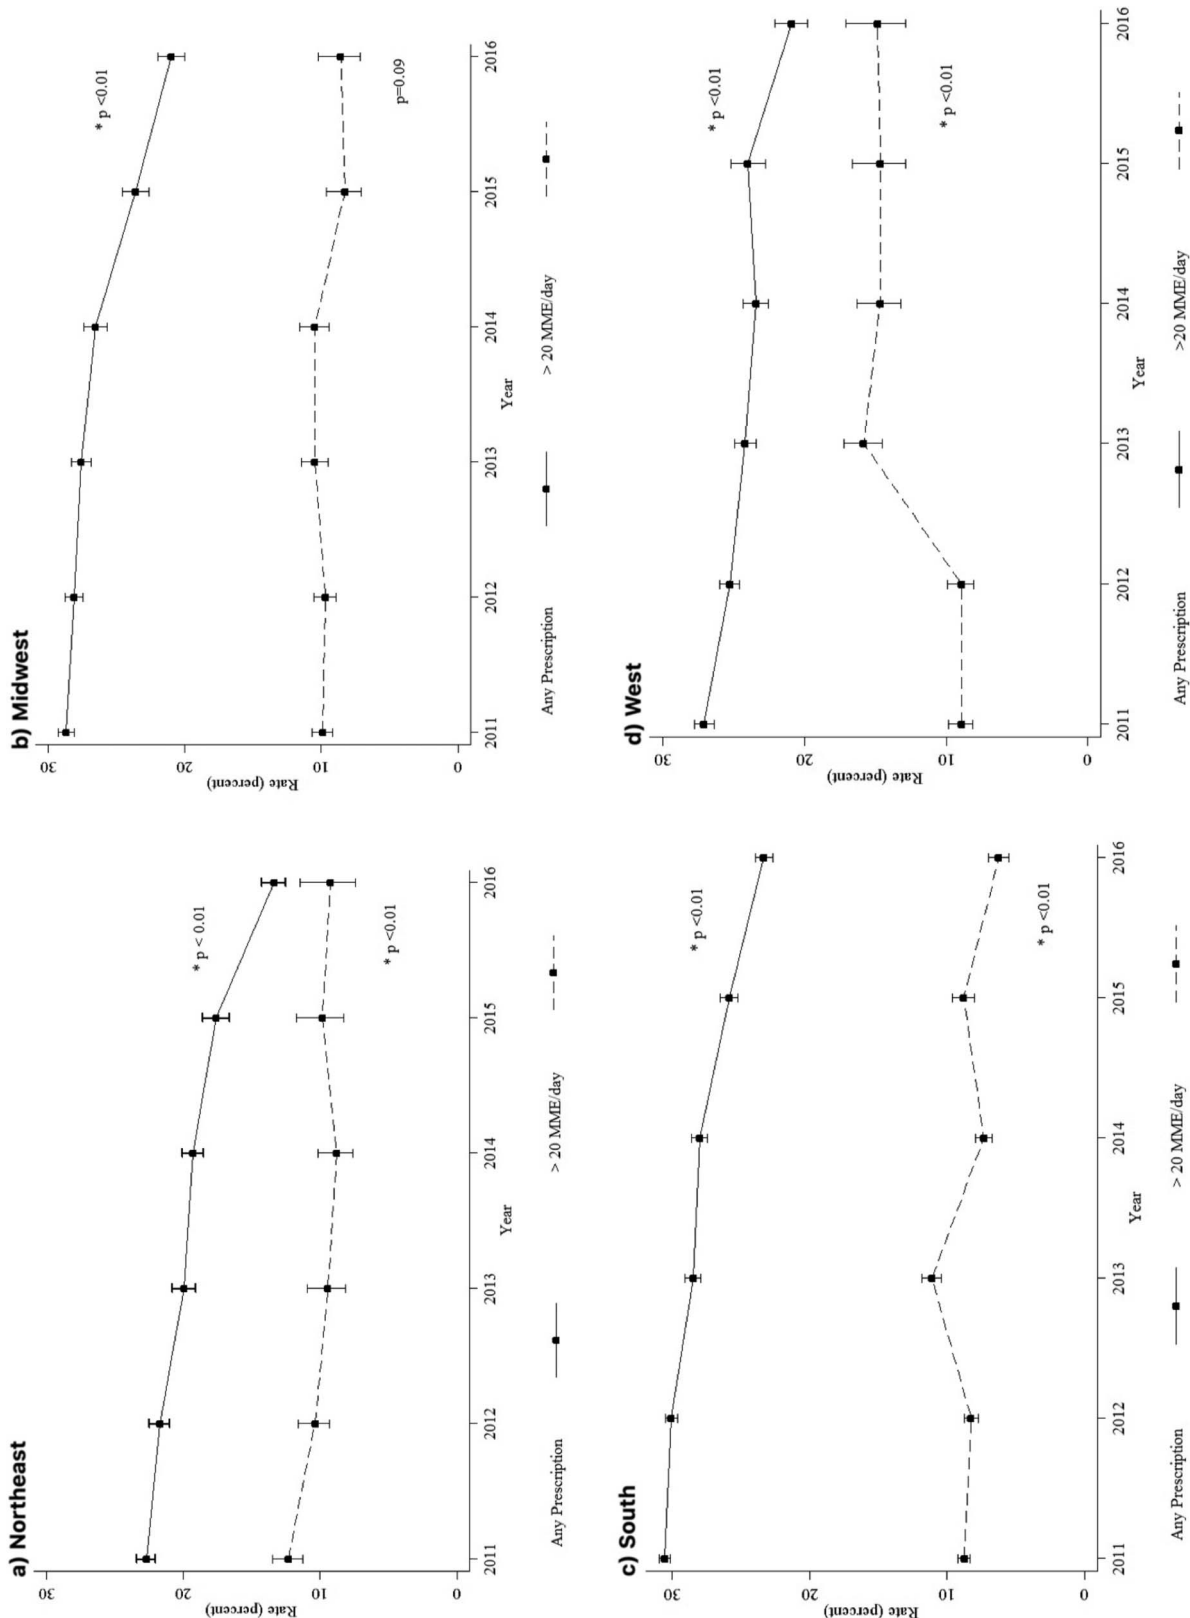 a) Northeast
30
20
10
0
Rate (percent)
* p < 0.01
* p <0.01
2011 2012 2013 2014 2015 2016
Year
Any Prescription > 20 MME/day
b) Midwest
30
20
10
0
Rate (percent)
* p <0.01
p=0.09
2011 2012 2013 2014 2015 2016
Year
Any Prescription > 20 MME/day
c) South
30
20
10
0
Rate (percent)
* p <0.01
* p <0.01
2011 2012 2013 2014 2015 2016
Year
Any Prescription > 20 MME/day
d) West
30
20
10
0
Rate (percent)
* p <0.01
* p <0.01
2011 2012 2013 2014 2015 2016
Year
Any Prescription >20 MME/day